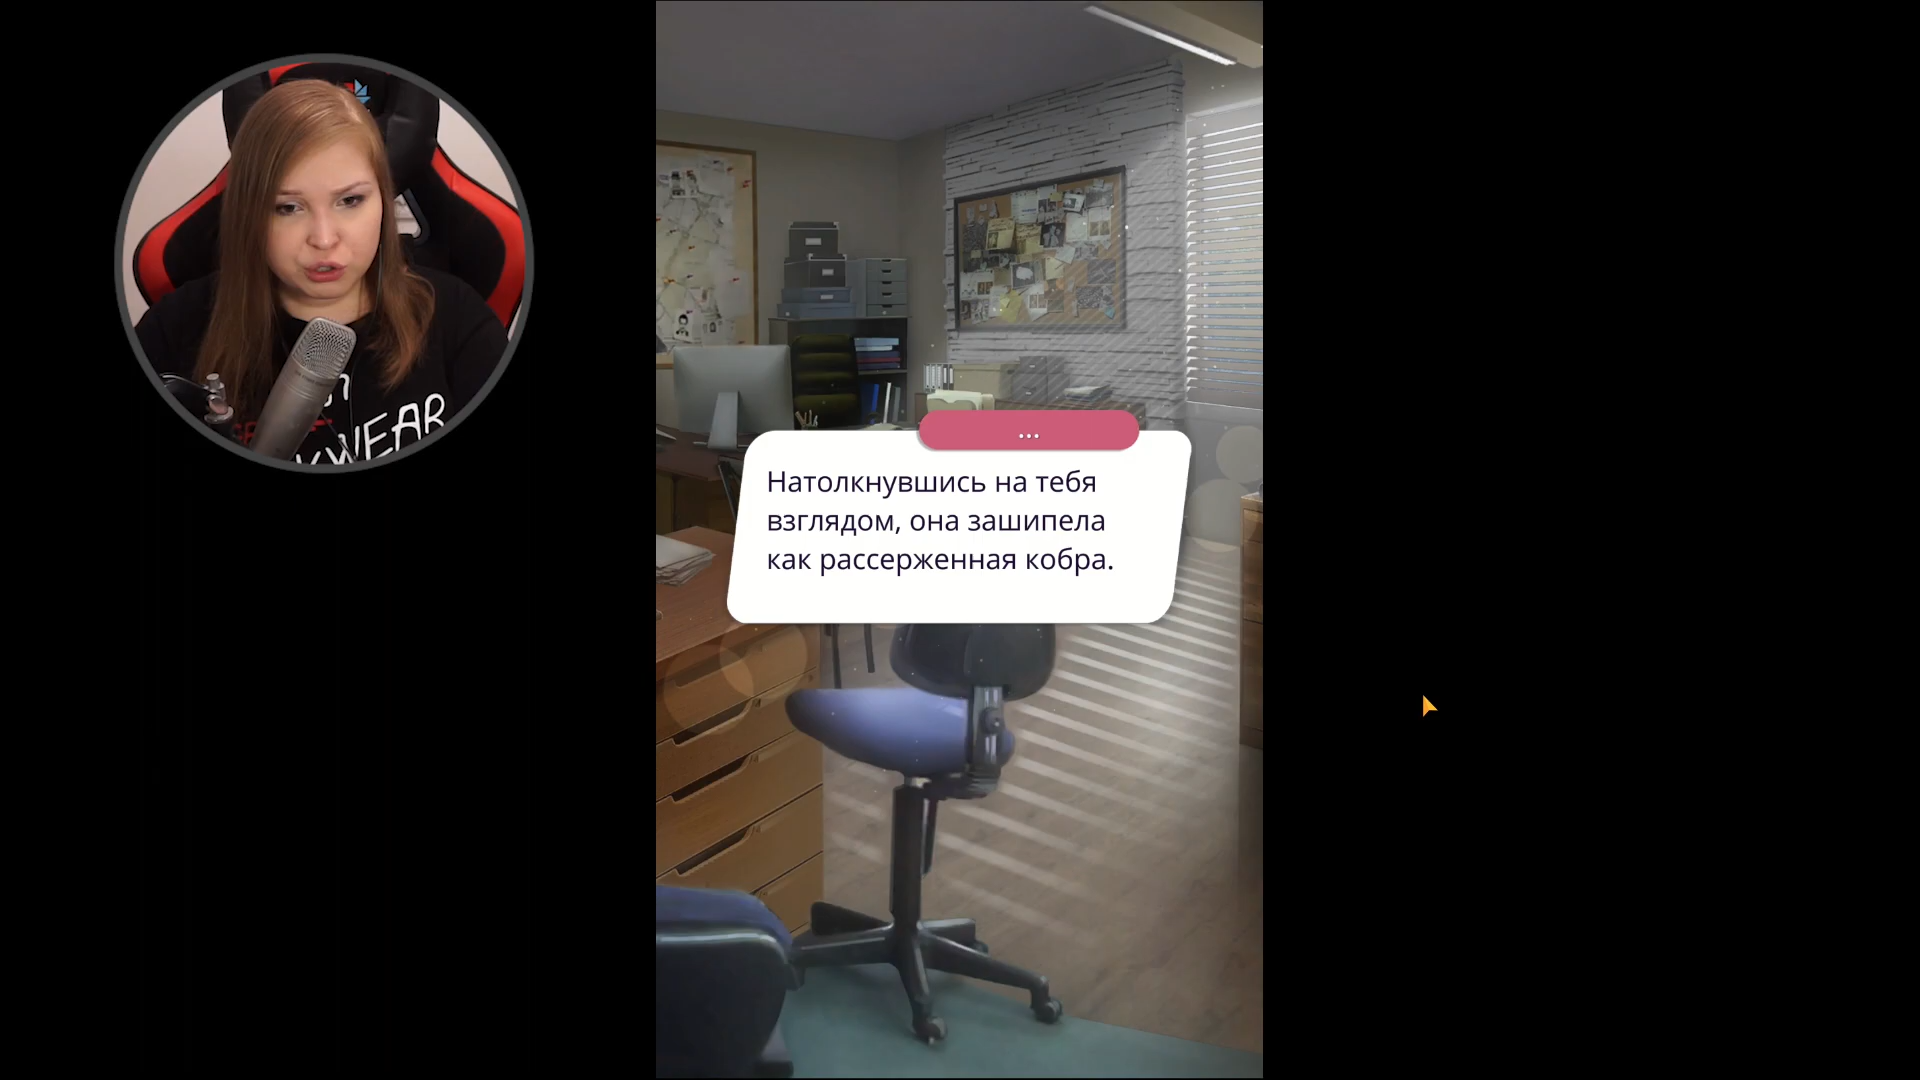 ...
Натолкнувшись на тебя
взглядом, она зашипела
как рассерженная кобра.